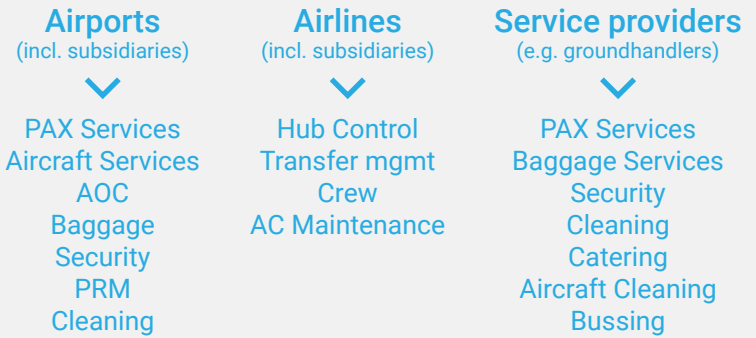 Airports
(incl. subsidiaries)
PAX Services
Aircraft Services
AOC
Baggage
Security
PRM
Cleaning
Airlines
(incl. subsidiaries)
Hub Control
Transfer mgmt
Crew
AC Maintenance
Service providers
(e.g. groundhandlers)
PAX Services
Baggage Services
Security
Cleaning
Catering
Aircraft Cleaning
Bussing